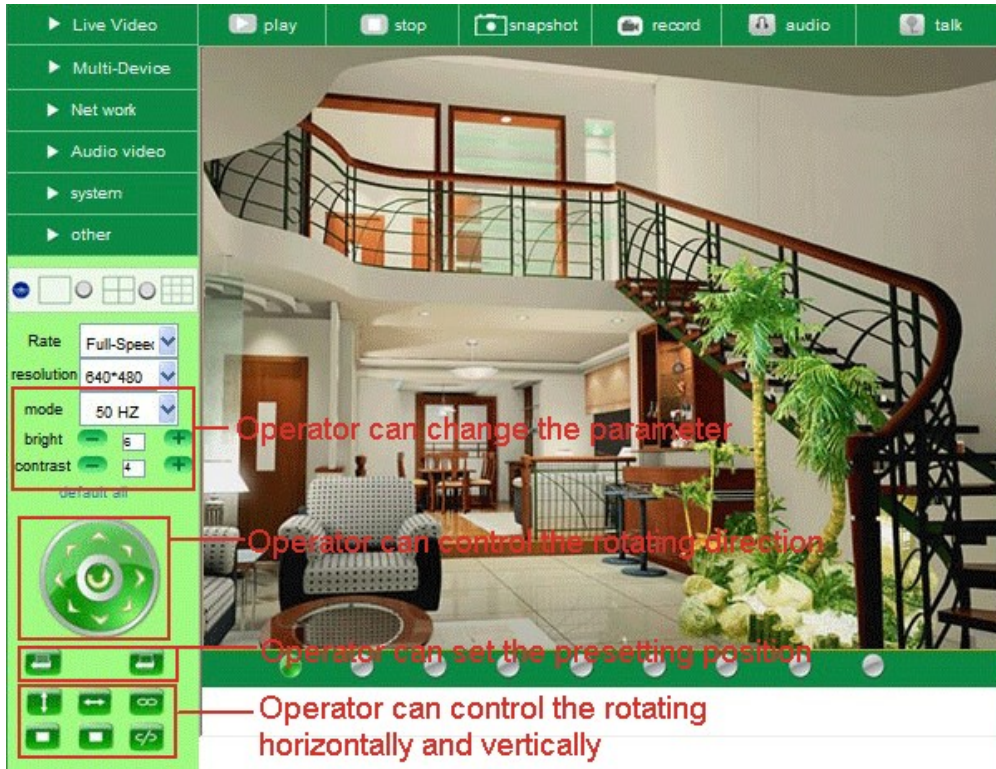 Live Video
play
stop
snapshot
record
audio
talk
Multi-Device
Net work
Audio video
system
other
Rate Full-Speec
resolution 640*480
mode 50 HZ
bright 6
contrast 4
default all
Operator can change the parameter
Operator can control the rotating direction
Operator can set the presetting position
Operator can control the rotating
horizontally and vertically